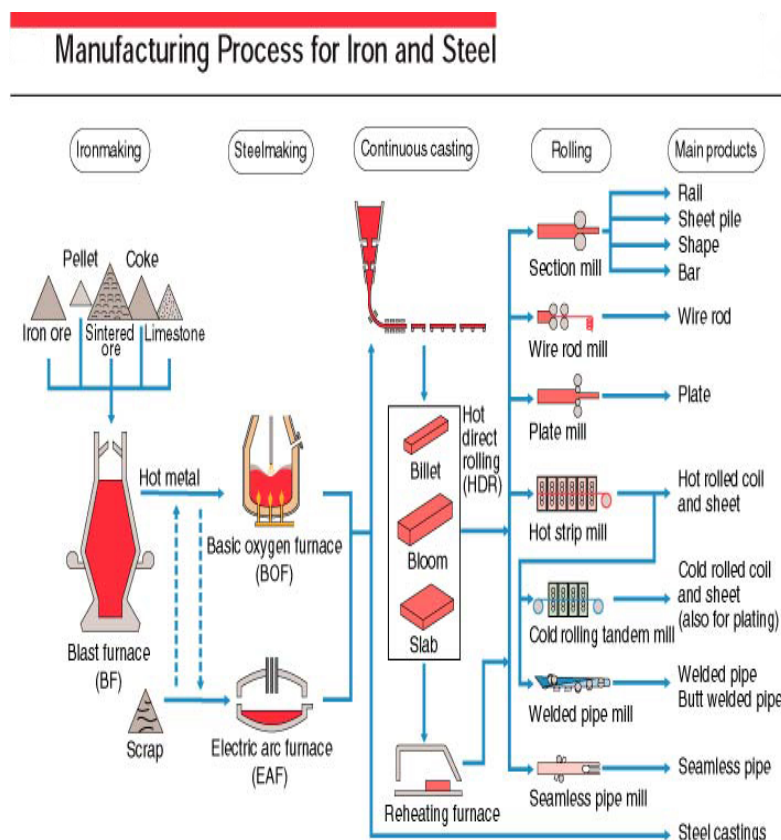 Manufacturing Process for Iron and Steel
Ironmaking
Steelmaking
Continuous casting
Rolling
Main products
Pellet
Coke
Iron ore
Sintered
ore
Limestone
Hot metal
Blast furnace
(BF)
Scrap
Basic oxygen furnace
(BOF)
Electric arc furnace
(EAF)
Hot
direct
rolling
(HDR)
Billet
Bloom
Slab
Reheating furnace
Section mill
Wire rod mill
Plate mill
Hot strip mill
Cold rolling tandem mill
Welded pipe mill
Seamless pipe mill
Rail
Sheet pile
Shape
Bar
Wire rod
Plate
Hot rolled coil
and sheet
Cold rolled coil
and sheet
(also for plating)
Welded pipe
Butt welded pipe
Seamless pipe
Steel castings